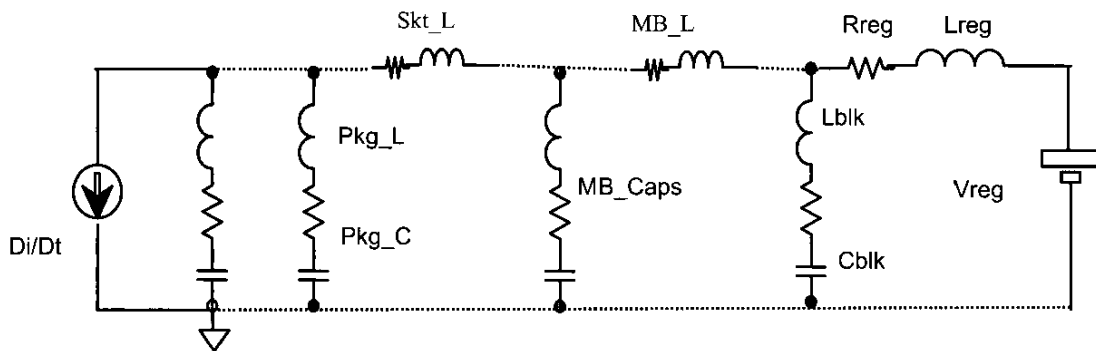 Skt_L
MB_L
Rreg
Lreg
Pkg_L
Lblk
MB_Caps
Vreg
Di/Dt
Pkg_C
Cblk